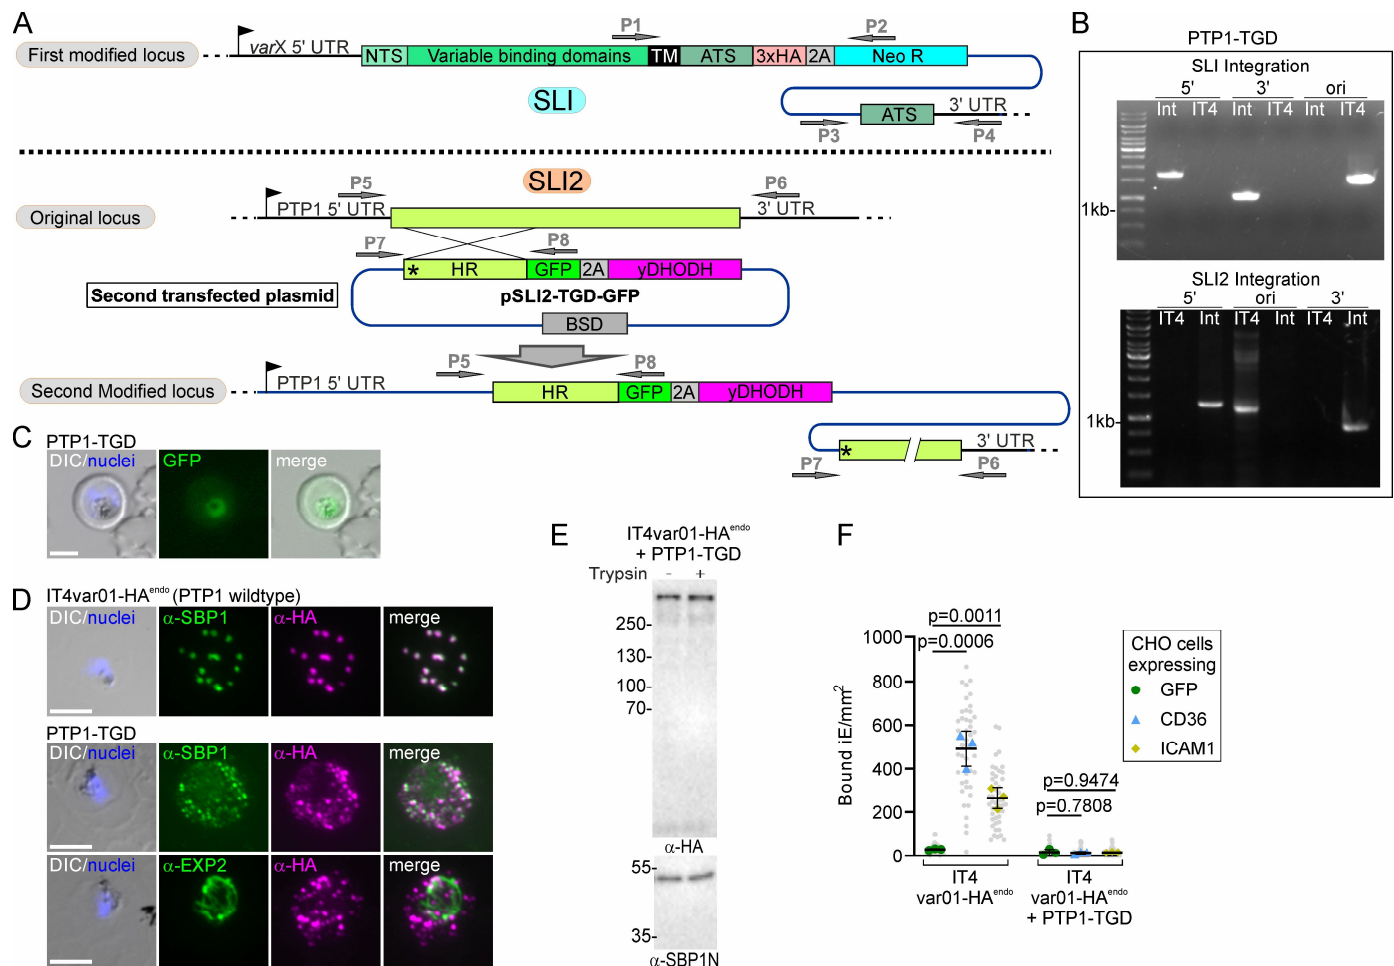 A
First modified locus
varX 5' UTR
P1
P2
NTS
Variable binding domains
TM
ATS
3xHA
2A
Neo R
SLI
ATS
3' UTR
P3
P4
SLI2
Original locus
P5
PTP1 5' UTR
P6
3' UTR
P7
P8
* HR
GFP
2A
yDHODH
Second transfected plasmid
pSLI2-TGD-GFP
BSD
Second Modified locus
PTP1 5' UTR
P5
P8
HR
GFP
2A
yDHODH
*
3' UTR
P7
P6
B
PTP1-TGD
SLI Integration
5' 3' ori
Int IT4 Int IT4 Int IT4
1kb-
SLI2 Integration
5' ori 3'
IT4 Int IT4 Int IT4 Int
1kb-
C
PTP1-TGD
DIC/nuclei
GFP
merge
D
IT4var01-HAendo (PTP1 wildtype)
DIC/nuclei
α-SBP1
α-HA
merge
PTP1-TGD
DIC/nuclei
α-SBP1
α-HA
merge
DIC/nuclei
α-EXP2
α-HA
merge
E
IT4var01-HAendo
+ PTP1-TGD
Trypsin - +
250-
130-
100-
70-
α-HA
55-
35-
α-SBP1N
F
Bound iE/mm2
1000
800
600
400
200
0
p=0.0011
p=0.0006
p=0.9474
p=0.7808
IT4
var01-HAendo
IT4
var01-HAendo
+ PTP1-TGD
CHO cells
expressing
GFP
CD36
ICAM1